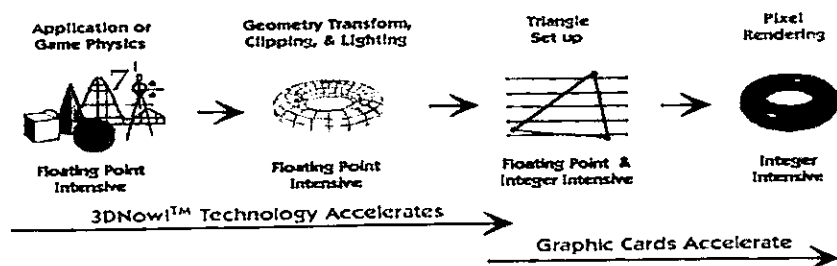 Application or
Game Physics
Geometry Transform,
Clipping, & Lighting
Triangle
Set up
Pixel
Rendering
7
Floating Point
Intensive
Floating Point
Intensive
Floating Point &
Integer Intensive
Integer
Intensive
3DNow!™ Technology Accelerates
Graphic Cards Accelerate